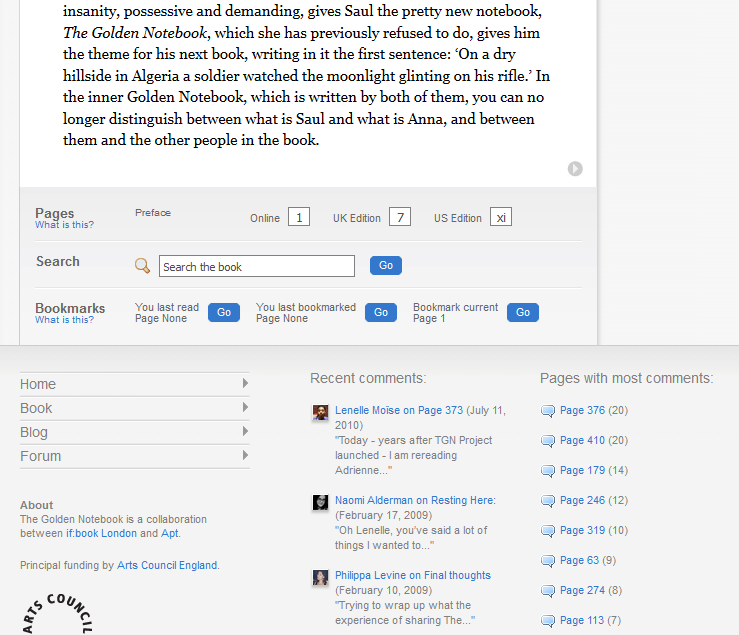 insanity, possessive and demanding, gives Saul the pretty new notebook,
The Golden Notebook, which she has previously refused to do, gives him
the theme for his next book, writing in it the first sentence: ‘On a dry
hillside in Algeria a soldier watched the moonlight glinting on his rifle.’ In
the inner Golden Notebook, which is written by both of them, you can no
longer distinguish between what is Saul and what is Anna, and between
them and the other people in the book.
Pages
What is this?
Preface
Online 1 UK Edition 7 US Edition xi
Search
Search the book Go
Bookmarks
What is this?
You last read
Page None
Go
You last bookmarked
Page None
Go
Bookmark current
Page 1
Go
Home
Book
Blog
Forum
About
The Golden Notebook is a collaboration
between if:book London and Apt.
Principal funding by Arts Council England.
ARTS COUNCIL
Recent comments:
Lenelle Moïse on Page 373 (July 11,
2010)
"Today - years after TGN Project
launched - I am rereading
Adrienne..."
Naomi Alderman on Resting Here:
(February 17, 2009)
"Oh Lenelle, you've said a lot of
things I wanted to..."
Philippa Levine on Final thoughts
(February 10, 2009)
"Trying to wrap up what the
experience of sharing The..."
Pages with most comments:
Page 376 (20)
Page 410 (20)
Page 179 (14)
Page 246 (12)
Page 319 (10)
Page 63 (9)
Page 274 (8)
Page 113 (7)